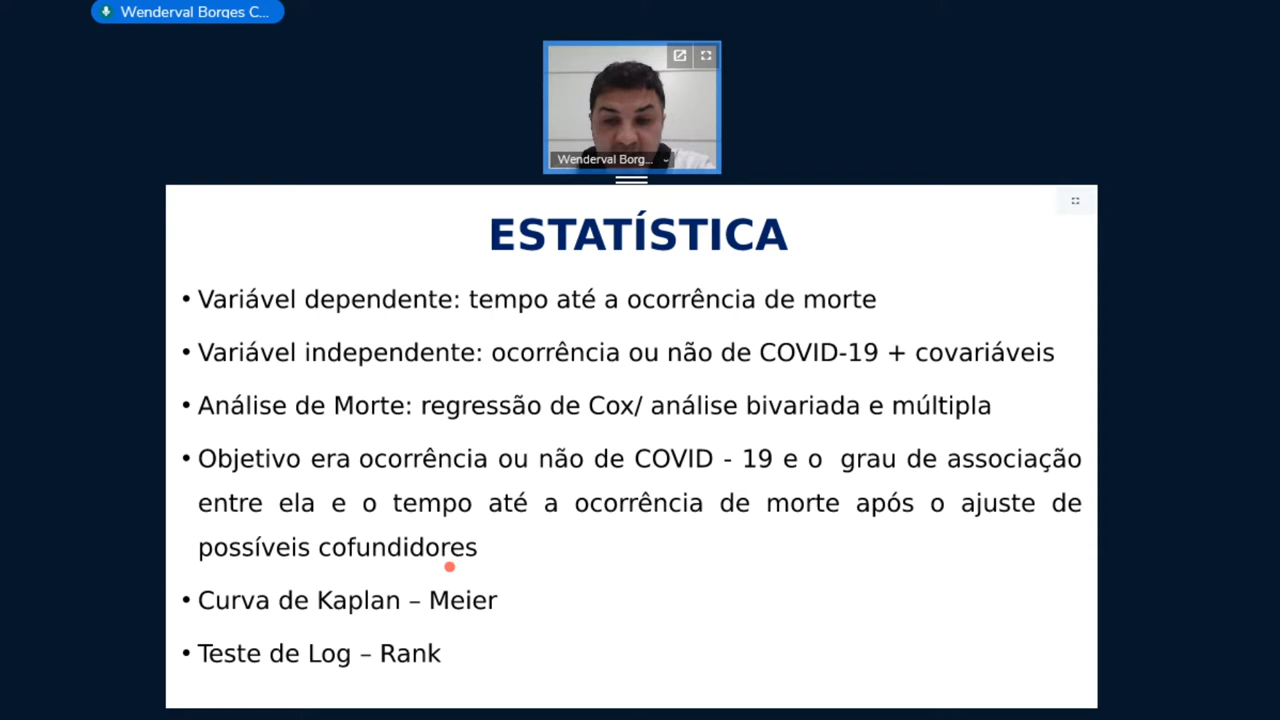 Wenderval Borges C...
Wenderval Borg...
ESTATÍSTICA
• Variável dependente: tempo até a ocorrência de morte
• Variável independente: ocorrência ou não de COVID-19 + covariáveis
• Análise de Morte: regressão de Cox/ análise bivariada e múltipla
• Objetivo era ocorrência ou não de COVID - 19 e o grau de associação
entre ela e o tempo até a ocorrência de morte após o ajuste de
possíveis cofundidores
• Curva de Kaplan – Meier
• Teste de Log – Rank